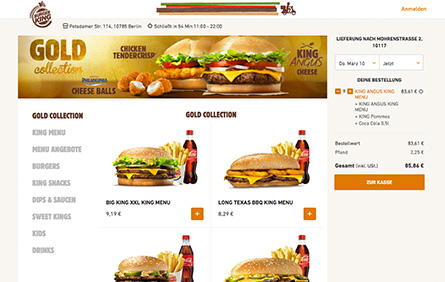 BURGER
KING
Anmelden
Potsdamer Str. 114, 10785 Berlin
Schließt in 54 Min 11:00 - 22:00
GOLD
collection
PHILADELPHIA
CHEESE BALLS
CHICKEN
TENDERCRISP
KING
ANGUS
CHEESE
LIEFERUNG NACH MOHRENSTRASSE 2,
10117
Do. März 10
Jetzt
DEINE BESTELLUNG
9
KING ANGUS KING
MENU
83,61 €
+ KING ANGUS KING
MENU
+ KING Pommes
+ Coca Cola 0,5l
Bestellwert 83,61 €
Pfand 2,25 €
Gesamt (inkl. USt.) 85,86 €
ZUR KASSE
GOLD COLLECTION
KING MENU
MENU ANGEBOTE
BURGERS
KING SNACKS
DIPS & SAUCEN
SWEET KINGS
KIDS
DRINKS
GOLD COLLECTION
BIG KING XXL KING MENU
9,19 €
+
LONG TEXAS BBQ KING MENU
8,29 €
+